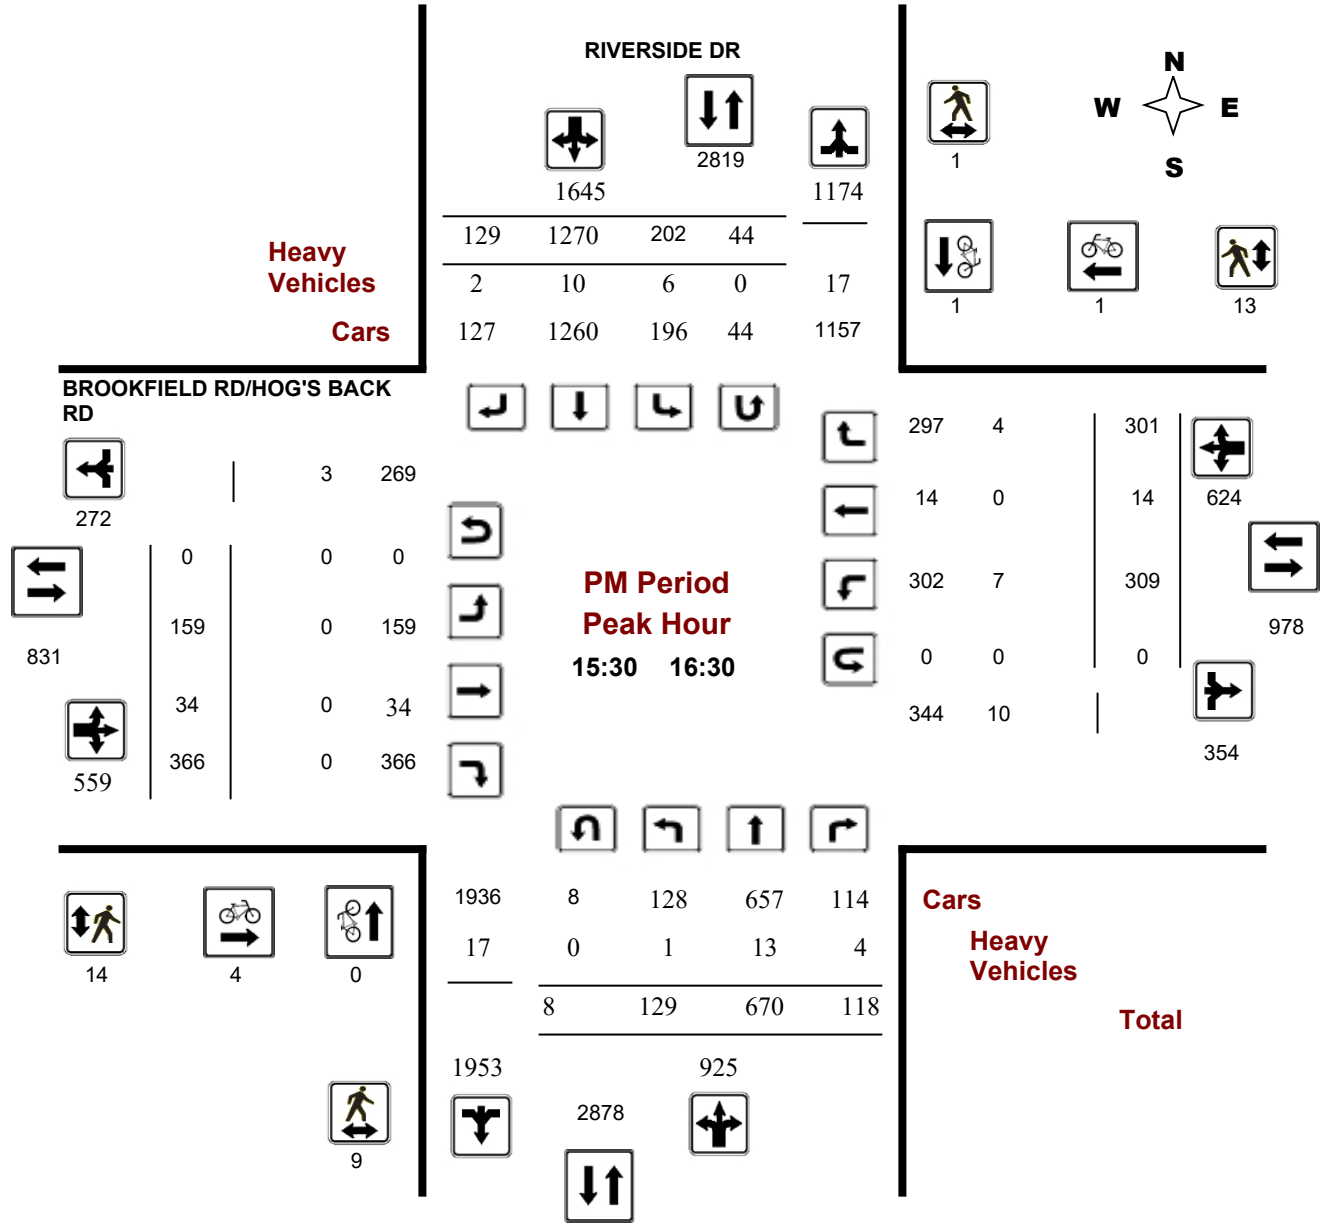 RIVERSIDE DR
N
W E
S
2819
1
1645
1174
129 1270 202 44
Heavy
Vehicles
2 10 6 0 17
Cars
127 1260 196 44 1157
1 1 13
BROOKFIELD RD/HOG'S BACK
RD
297 4 301
3 269
272
14 0 14 624
0 0 0
PM Period
302 7 309
159 0 159
Peak Hour
978
831
15:30 16:30
0 0 0
34 0 34
344 10
354
366 0 366
559
1936 8 128 657 114
Cars
17 0 1 13 4
Heavy
Vehicles
14 4 0
8 129 670 118
Total
1953 925
2878
9